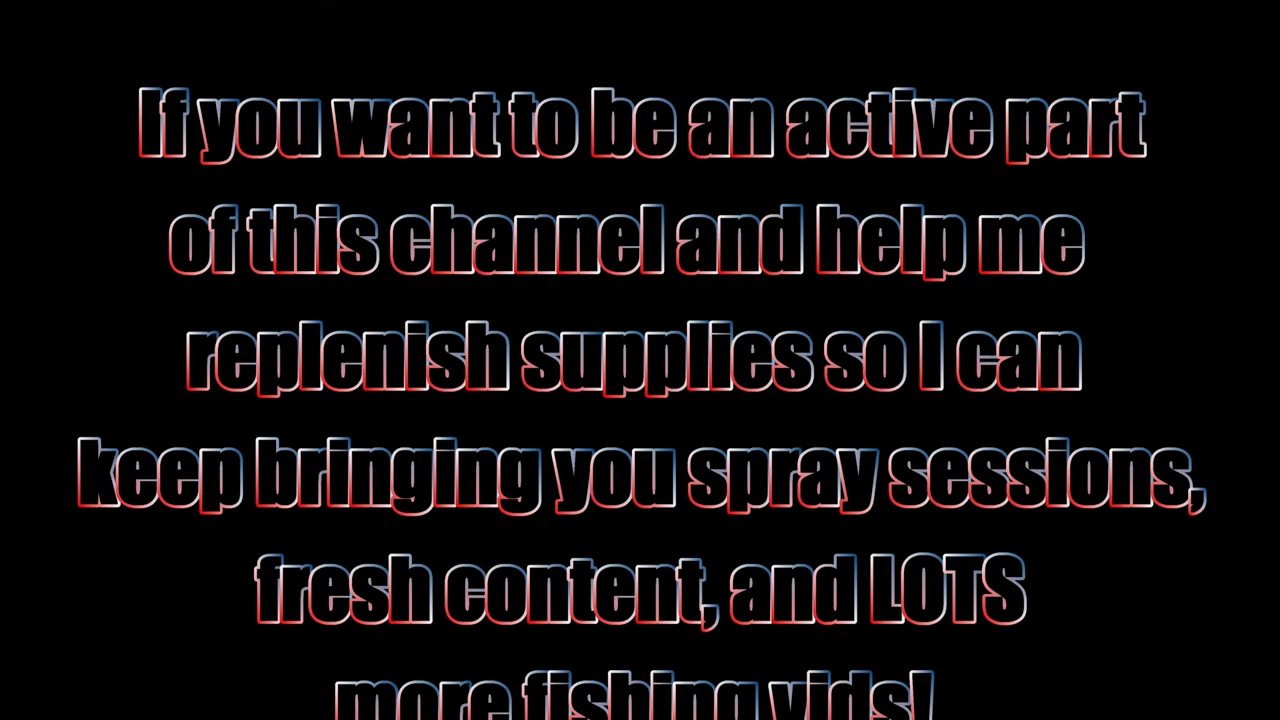 If you want to be an active part
of this channel and help me
replenish supplies so I can
keep bringing you spray sessions,
fresh content, and LOTS
more fishing vids!